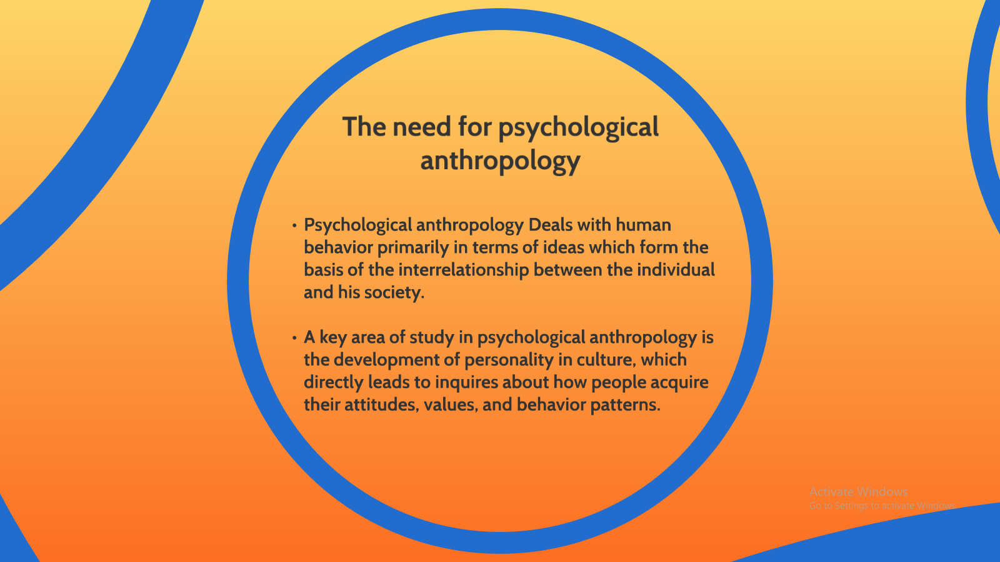 The need for psychological
anthropology
• Psychological anthropology Deals with human
behavior primarily in terms of ideas which form the
basis of the interrelationship between the individual
and his society.
• A key area of study in psychological anthropology is
the development of personality in culture, which
directly leads to inquires about how people acquire
their attitudes, values, and behavior patterns.
Activate Windows
Go to Settings to activate Windows.